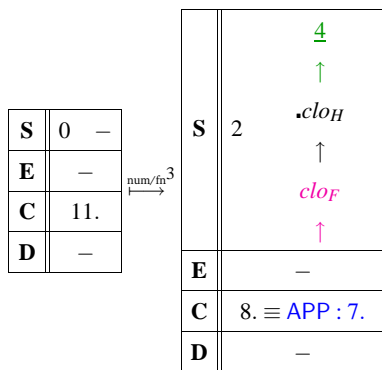 S 0 –
E –
C 11.
D –
num/fn 3
⟼
4
↑
.clo_H
S 2
↑
clo_F
↑
E –
C 8. ≡ APP : 7.
D –